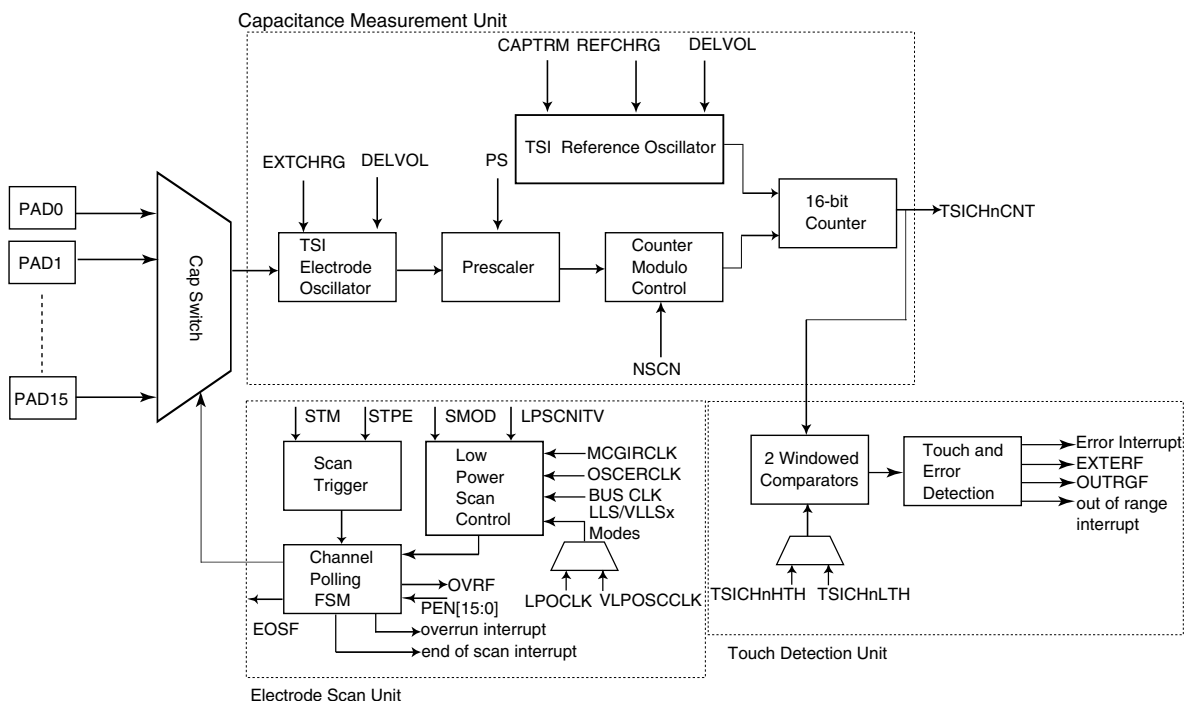 Capacitance Measurement Unit
CAPTRM REFCHRG DELVOL
TSI Reference Oscillator
EXTCHRG
DELVOL
PS
PAD0
PAD1
PAD15
Cap Switch
TSI
Electrode
Oscillator
Prescaler
Counter
Modulo
Control
16-bit
Counter
TSICHnCNT
NSCN
STM
STPE
SMOD
LPSCNITV
Scan
Trigger
Low
Power
Scan
Control
MCGIRCLK
OSCERCLK
BUS CLK
LLS/VLLSx
Modes
LPOCLK
VLPOSCCLK
Channel
Polling
FSM
OVRF
PEN[15:0]
overrun interrupt
end of scan interrupt
EOSF
Electrode Scan Unit
2 Windowed
Comparators
Touch and
Error
Detection
Error Interrupt
EXTERF
OUTRGF
out of range
interrupt
TSICHnHTH
TSICHnLTH
Touch Detection Unit